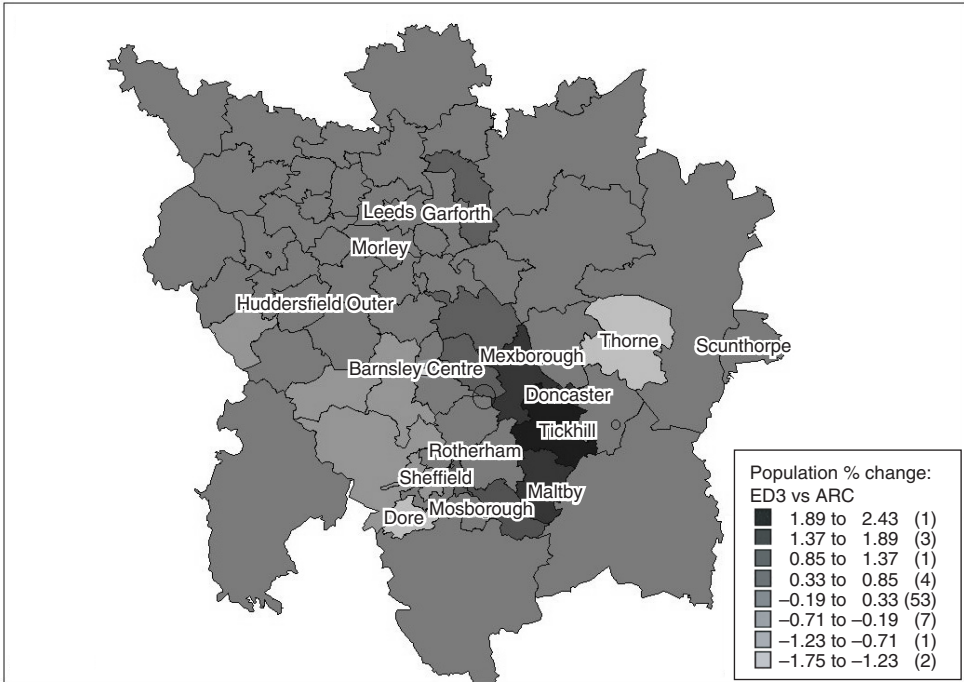 Leeds
Garforth
Morley
Huddersfield Outer
Thorne
Scunthorpe
Mexborough
Barnsley Centre
Doncaster
Tickhill
Rotherham
Sheffield
Maltby
Mosborough
Dore
Population % change:
ED3 vs ARC
1.89 to 2.43 (1)
1.37 to 1.89 (3)
0.85 to 1.37 (1)
0.33 to 0.85 (4)
–0.19 to 0.33 (53)
–0.71 to –0.19 (7)
–1.23 to –0.71 (1)
–1.75 to –1.23 (2)